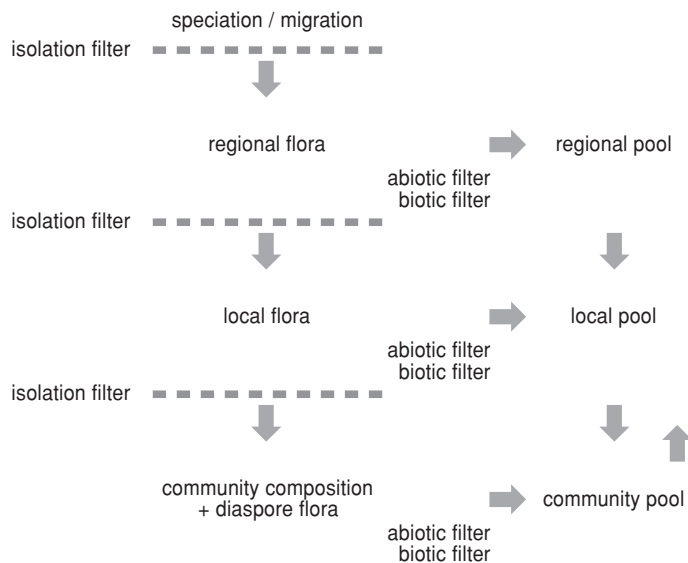 speciation / migration
isolation filter
regional flora
regional pool
abiotic filter
biotic filter
isolation filter
local flora
local pool
abiotic filter
biotic filter
isolation filter
community composition
+ diaspore flora
community pool
abiotic filter
biotic filter